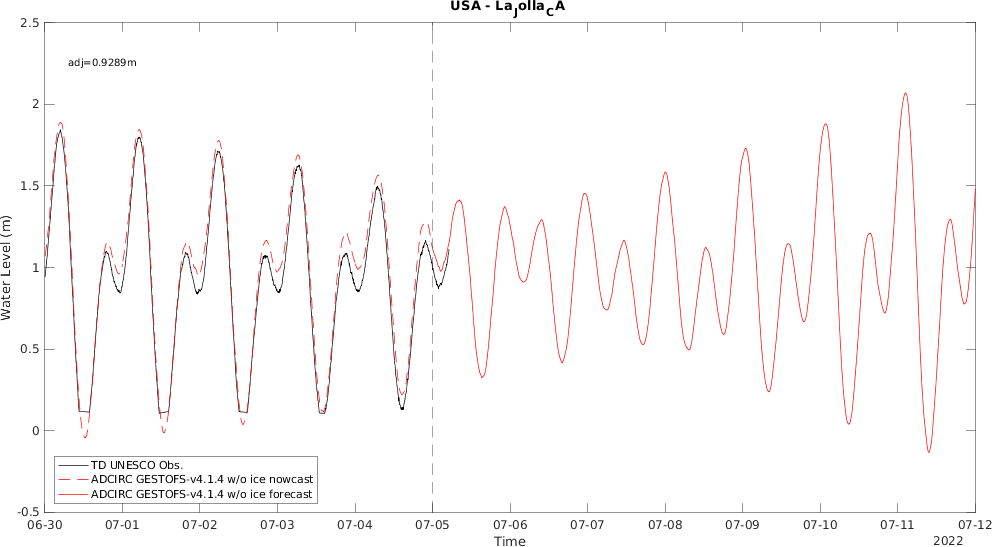 USA - LaJollaCA
adj=0.9289m
2.5
2
1.5
1
0.5
0
-0.5
Water Level (m)
TD UNESCO Obs.
ADCIRC GESTOFS-v4.1.4 w/o ice nowcast
ADCIRC GESTOFS-v4.1.4 w/o ice forecast
06-30 07-01 07-02 07-03 07-04 07-05 07-06 07-07 07-08 07-09 07-10 07-11 07-12
Time
2022